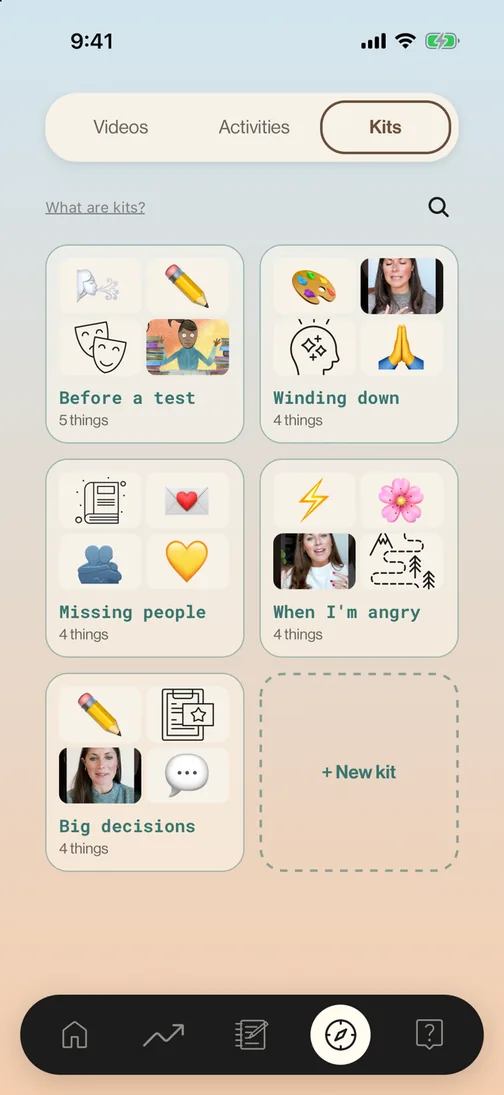 9:41
Videos
Activities
Kits
What are kits?
Before a test
5 things
Winding down
4 things
Missing people
4 things
When I'm angry
4 things
Big decisions
4 things
+ New kit